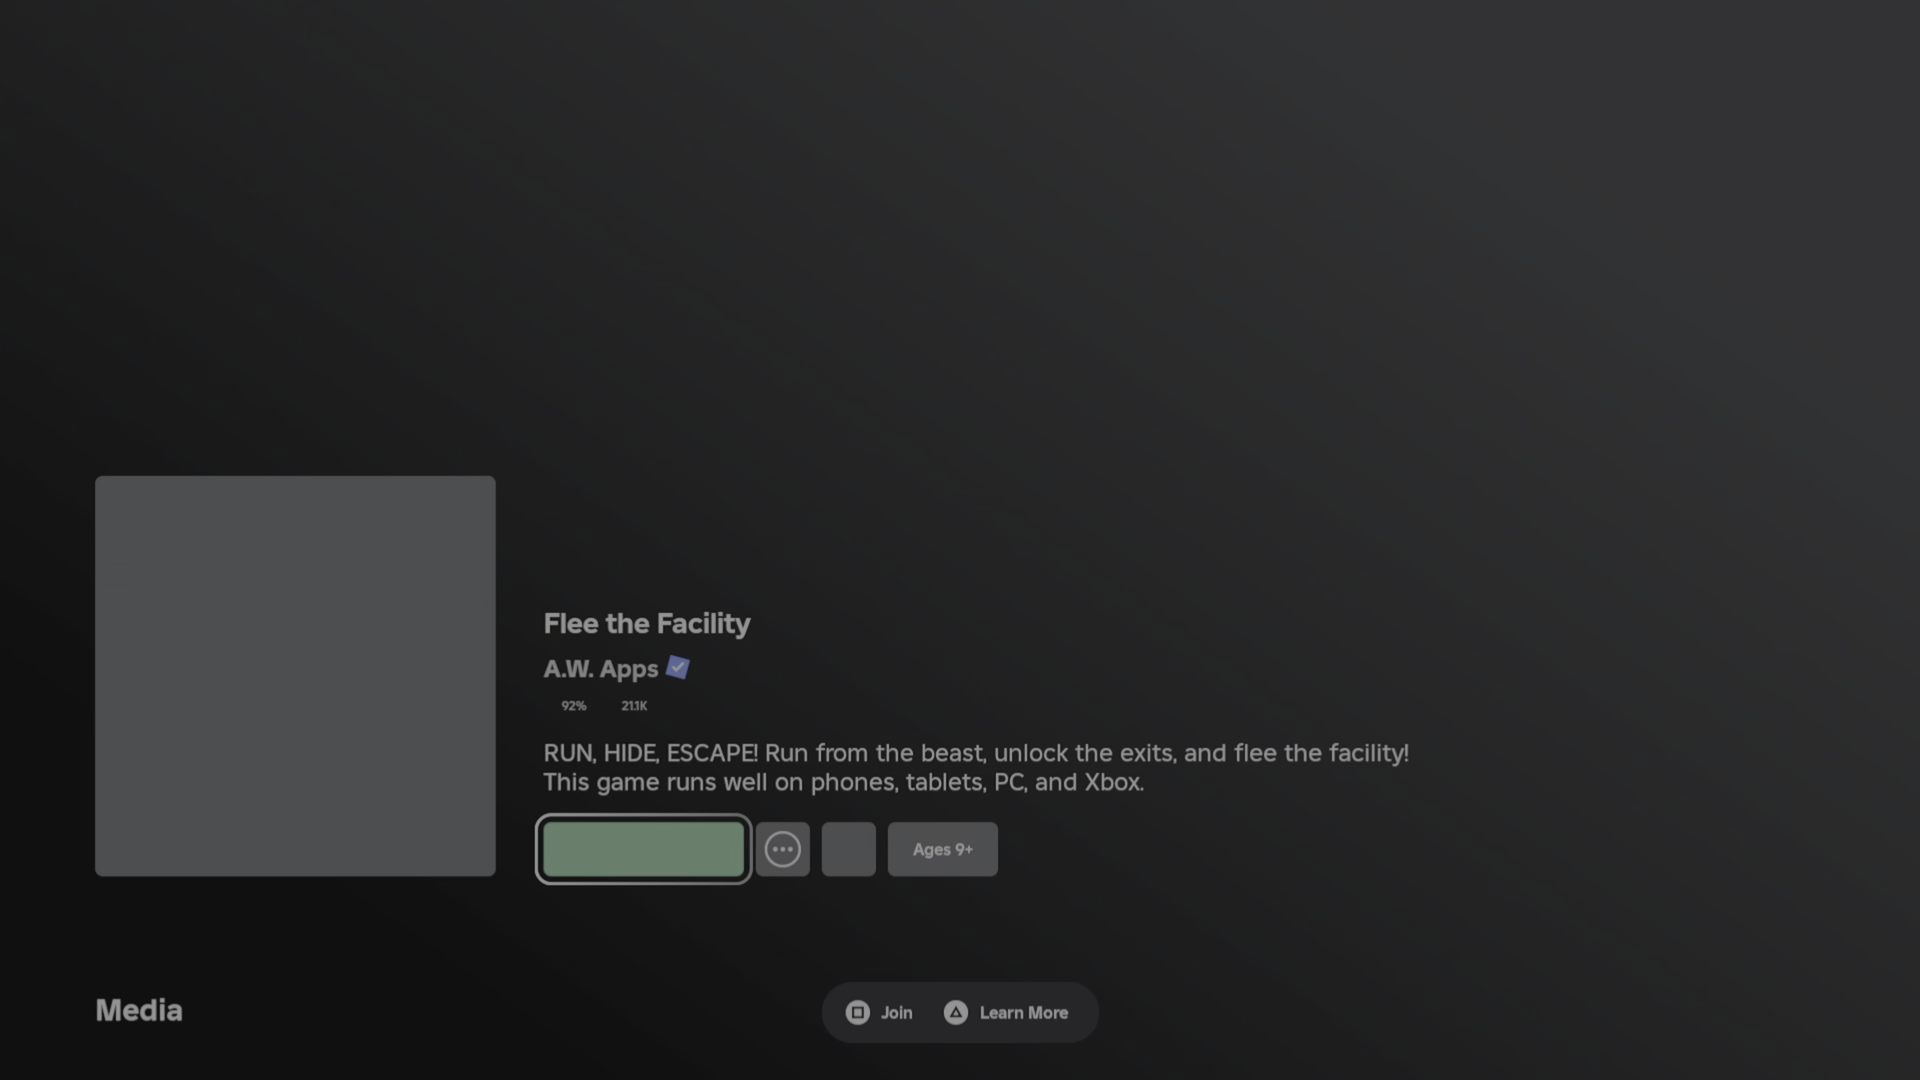 Flee the Facility
A.W. Apps
92% 21.1K
RUN, HIDE, ESCAPE! Run from the beast, unlock the exits, and flee the facility!
This game runs well on phones, tablets, PC, and Xbox.
Ages 9+
Media
Join Learn More